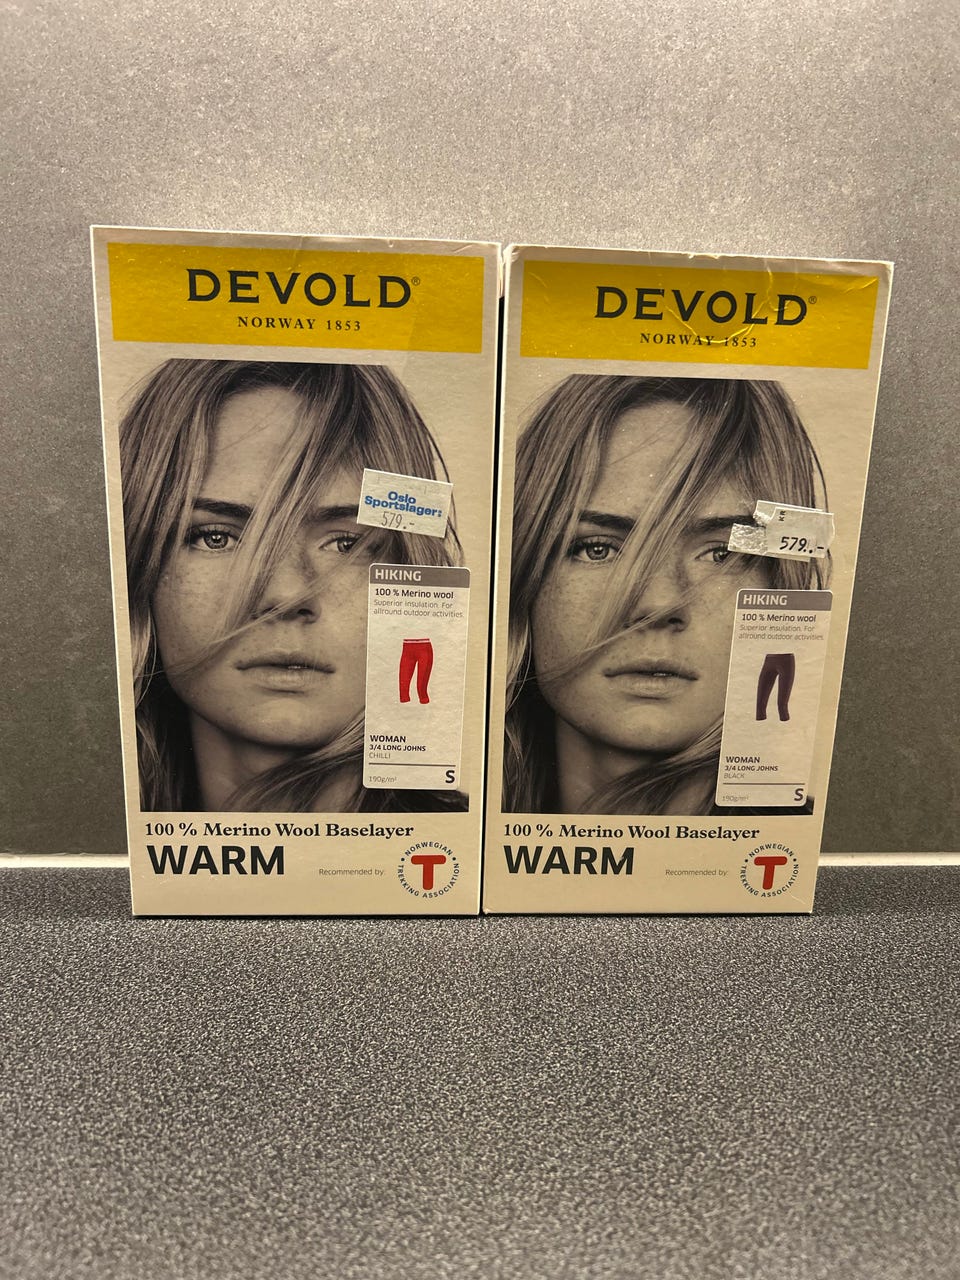 DEVOLD®
NORWAY 1853
Oslo
Sportslager:
579.-
HIKING
100 % Merino wool
Superior insulation. For
allround outdoor activities.
WOMAN
3/4 LONG JOHNS
CHILLI
190g/m²
S
100 % Merino Wool Baselayer
WARM
Recommended by:
NORWEGIAN
TREKKING ASSOCIATION
T
DEVOLD®
NORWAY 1853
KR
579.-
HIKING
100 % Merino wool
Superior insulation. For
allround outdoor activities.
WOMAN
3/4 LONG JOHNS
BLACK
190g/m²
S
100 % Merino Wool Baselayer
WARM
Recommended by:
NORWEGIAN
TREKKING ASSOCIATION
T